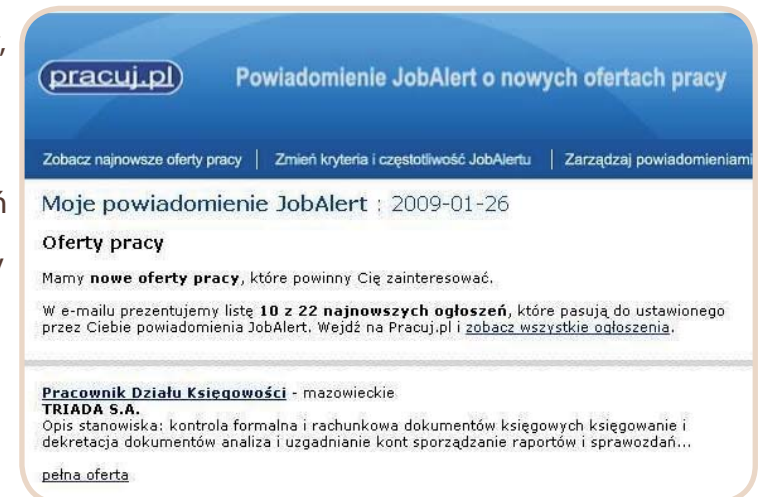 ,
ń
y
pracuj.pl
Powiadomienie JobAlert o nowych ofertach pracy
Zobacz najnowsze oferty pracy | Zmień kryteria i częstotliwość JobAlertu | Zarządzaj powiadomieniami
Moje powiadomienie JobAlert : 2009-01-26
Oferty pracy
Mamy nowe oferty pracy, które powinny Cię zainteresować.
W e-mailu prezentujemy listę 10 z 22 najnowszych ogłoszeń, które pasują do ustawionego
przez Ciebie powiadomienia JobAlert. Wejdź na Pracuj.pl i zobacz wszystkie ogłoszenia.
Pracownik Działu Księgowości - mazowieckie
TRIADA S.A.
Opis stanowiska: kontrola formalna i rachunkowa dokumentów księgowych księgowanie i
dekretacja dokumentów analiza i uzgadnianie kont sporządzanie raportów i sprawozdań...
pełna oferta